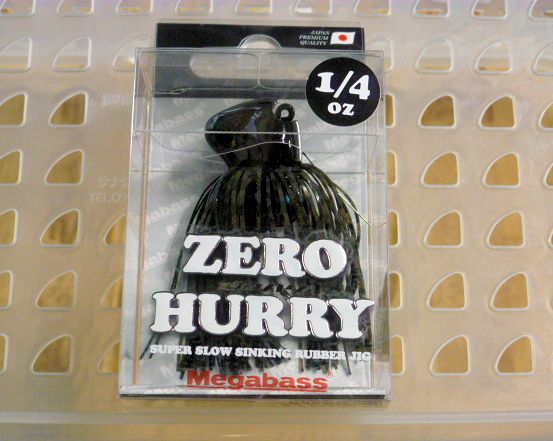 JAPAN
PREMIUM
QUALITY
1/4
oz
ZERO
HURRY
SUPER SLOW SINKING RUBBER JIG
Megabass®